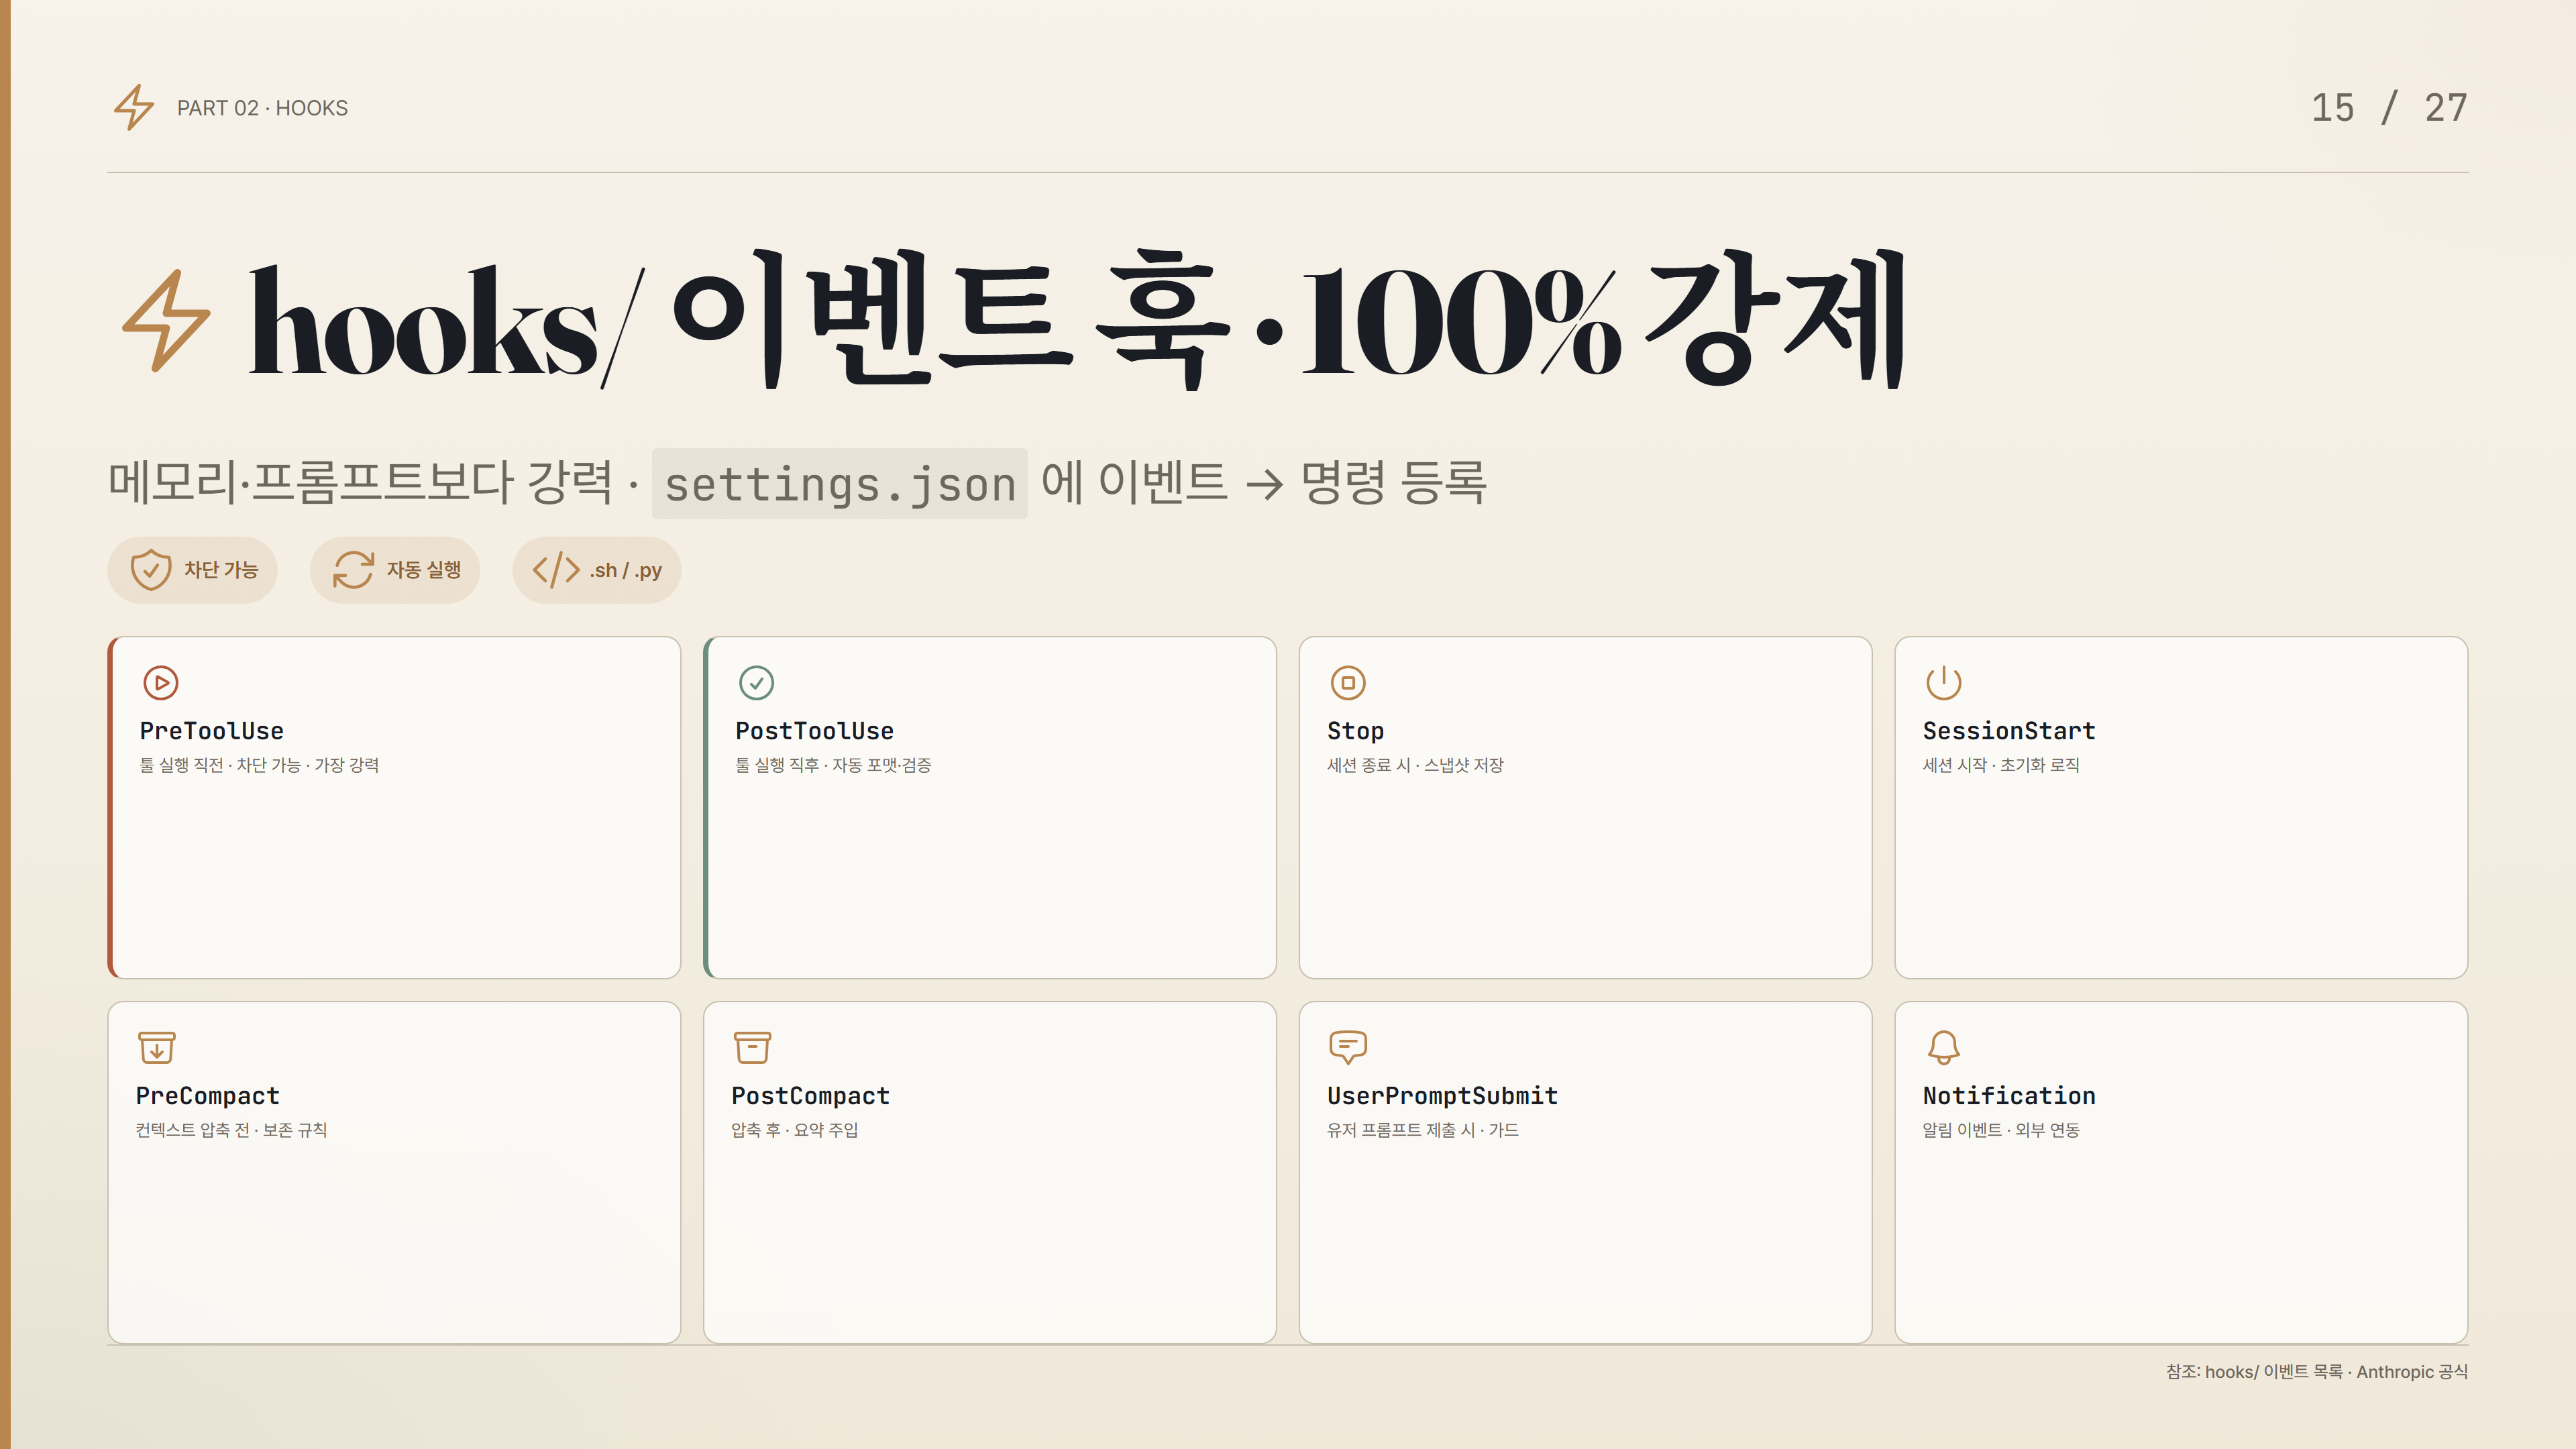 PART 02 · HOOKS
15 / 27
hooks/ 이벤트 훅 · 100% 강제
메모리·프롬프트보다 강력 · settings.json 에 이벤트 → 명령 등록
차단 가능
자동 실행
.sh / .py
PreToolUse
툴 실행 직전 · 차단 가능 · 가장 강력
PostToolUse
툴 실행 직후 · 자동 포맷·검증
Stop
세션 종료 시 · 스냅샷 저장
SessionStart
세션 시작 · 초기화 로직
PreCompact
컨텍스트 압축 전 · 보존 규칙
PostCompact
압축 후 · 요약 주입
UserPromptSubmit
유저 프롬프트 제출 시 · 가드
Notification
알림 이벤트 · 외부 연동
참조: hooks/ 이벤트 목록 · Anthropic 공식